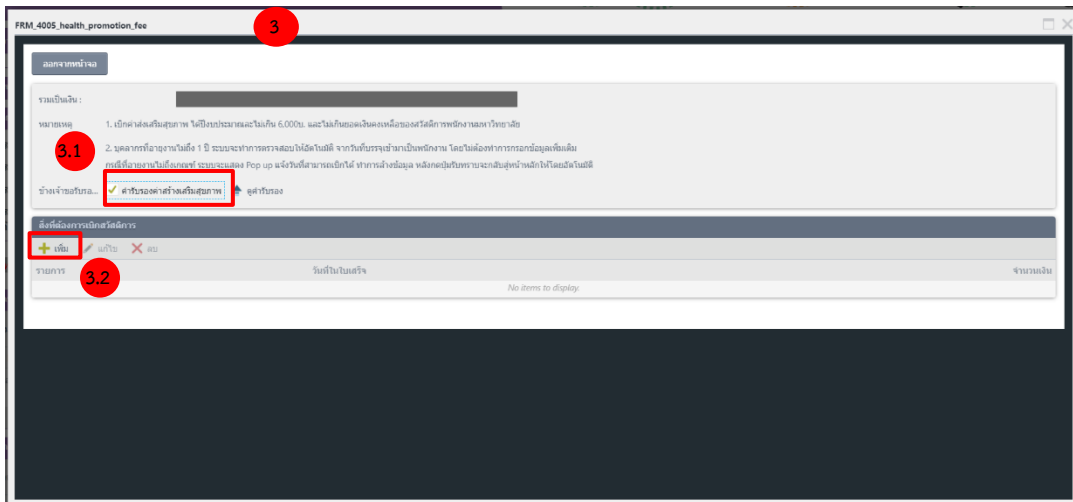 FRM_4005_health_promotion_fee
3
ออกจากหน้าจอ
รวมเป็นเงิน :
หมายเหตุ 1. เบิกค่าส่งเสริมสุขภาพ ได้ปีงบประมาณละไม่เกิน 6,000บ. และไม่เกินยอดเงินคงเหลือของสวัสดิการพนักงานมหาวิทยาลัย
3.1 2. บุคลากรที่อายุงานไม่ถึง 1 ปี ระบบจะทำการตรวจสอบให้อัตโนมัติ จากวันที่บรรจุเข้ามาเป็นพนักงาน โดยไม่ต้องทำการกรอกข้อมูลเพิ่มเติม
กรณีที่อายุงานไม่ถึงเกณฑ์ ระบบจะแสดง Pop up แจ้งวันที่สามารถเบิกได้ ทำการล้างข้อมูล หลังกดปุ่มรับทราบจะกลับสู่หน้าหลักให้โดยอัตโนมัติ
ข้าพเจ้าขอรับรอ... คำรับรองค่าสร้างเสริมสุขภาพ ดูคำรับรอง
สิ่งที่ต้องการเบิกสวัสดิการ
เพิ่ม แก้ไข ลบ
รายการ วันที่ในใบเสร็จ จำนวนเงิน
3.2
No items to display.